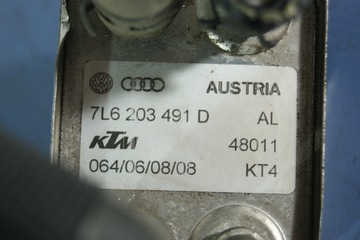 AUSTRIA
7L6 203 491 D AL
KTM 48011
064/06/08/08 KT4